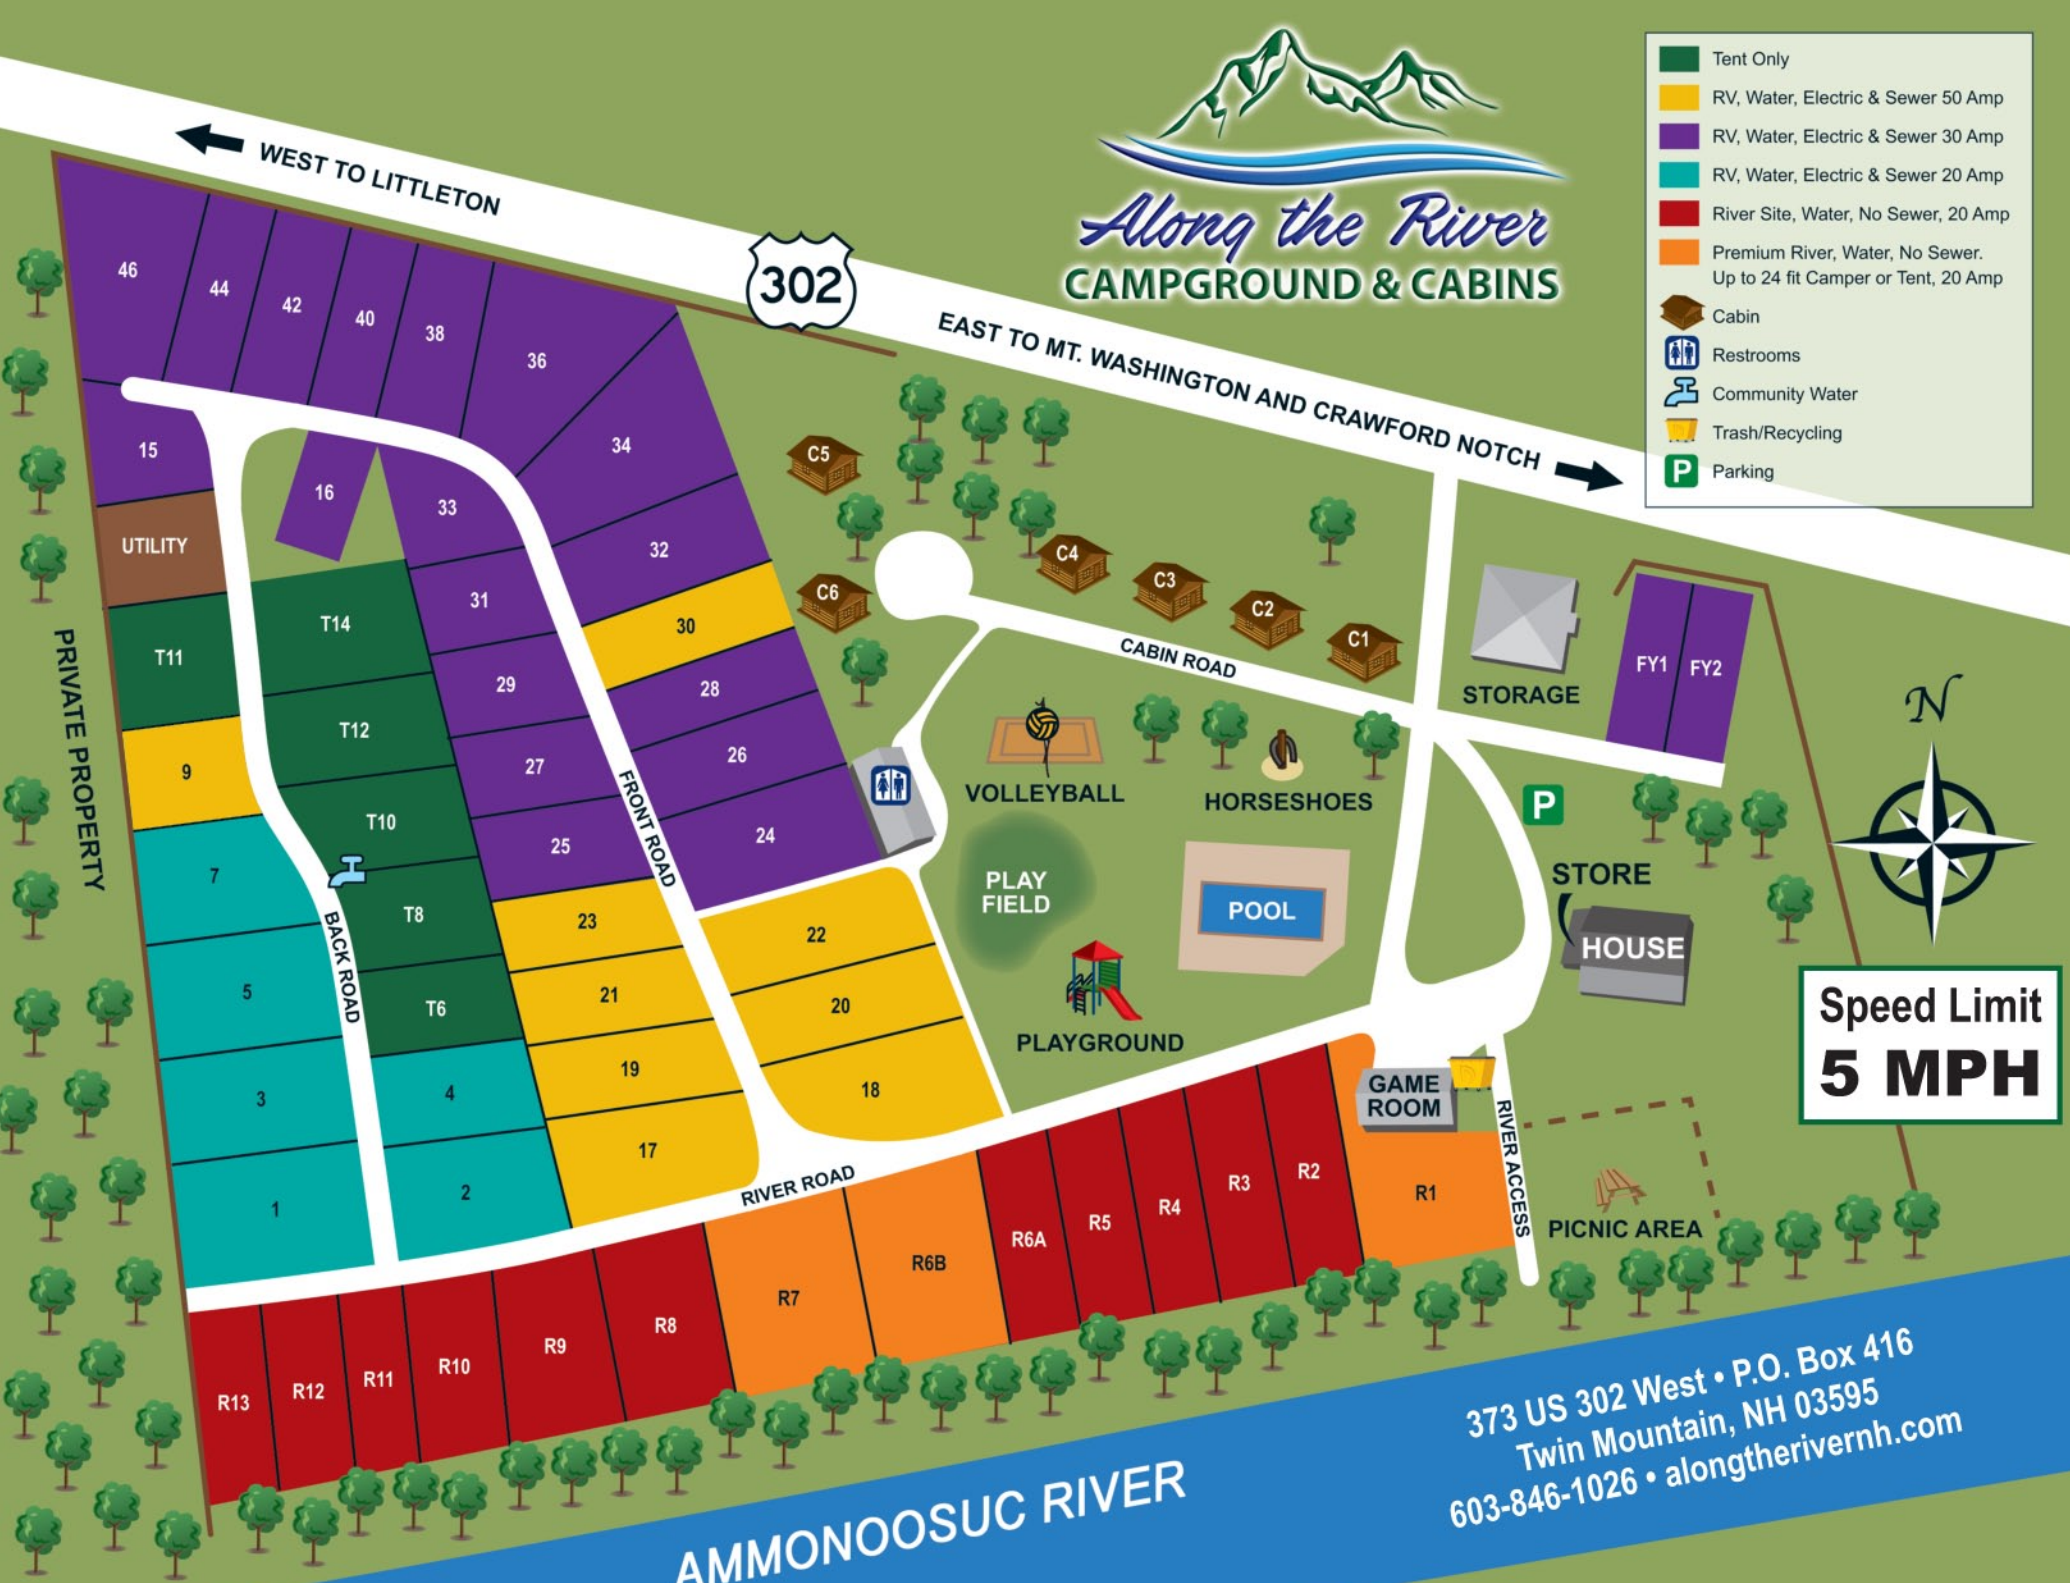 Along the River
CAMPGROUND & CABINS
Tent Only
RV, Water, Electric & Sewer 50 Amp
RV, Water, Electric & Sewer 30 Amp
RV, Water, Electric & Sewer 20 Amp
River Site, Water, No Sewer, 20 Amp
Premium River, Water, No Sewer.
Up to 24 fit Camper or Tent, 20 Amp
Cabin
Restrooms
Community Water
Trash/Recycling
P Parking
WEST TO LITTLETON
302
EAST TO MT. WASHINGTON AND CRAWFORD NOTCH
46
44
42
40
38
36
34
15
16
33
32
UTILITY
31
30
T14
T11
29
28
T12
9
27
26
T10
25
24
7
T8
23
22
5
T6
21
20
3
4
19
18
1
2
17
PRIVATE PROPERTY
BACK ROAD
FRONT ROAD
C5
C6
C4
C3
C2
C1
CABIN ROAD
STORAGE
FY1
FY2
N
VOLLEYBALL
HORSESHOES
P
PLAY
FIELD
POOL
STORE
HOUSE
PLAYGROUND
Speed Limit
5 MPH
GAME
ROOM
RIVER ACCESS
PICNIC AREA
RIVER ROAD
R13
R12
R11
R10
R9
R8
R7
R6B
R6A
R5
R4
R3
R2
R1
AMMONOOSUC RIVER
373 US 302 West • P.O. Box 416
Twin Mountain, NH 03595
603-846-1026 • alongtherivernh.com